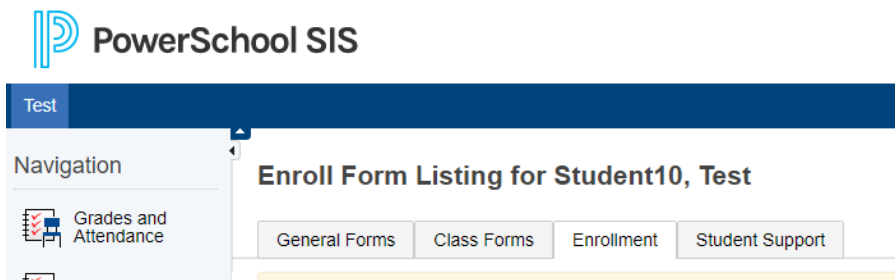 PowerSchool SIS
Test
Navigation
Enroll Form Listing for Student10, Test
Grades and
Attendance
General Forms
Class Forms
Enrollment
Student Support